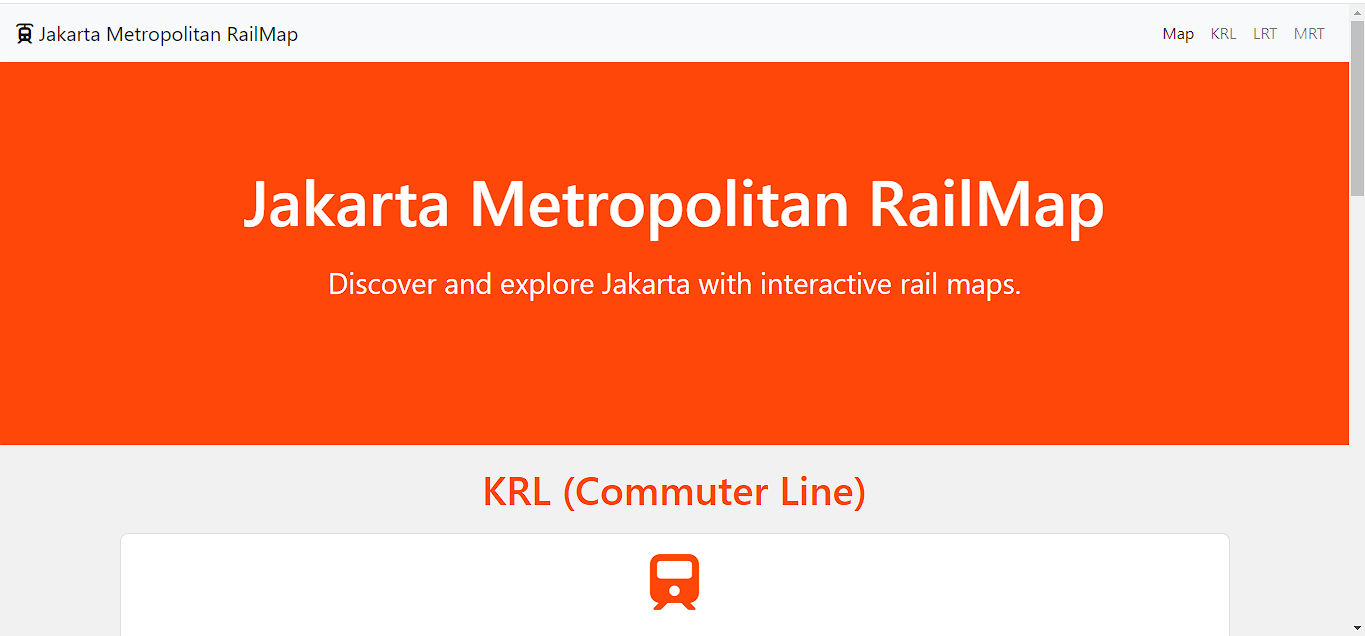 Jakarta Metropolitan RailMap
Map KRL LRT MRT
Jakarta Metropolitan RailMap
Discover and explore Jakarta with interactive rail maps.
KRL (Commuter Line)